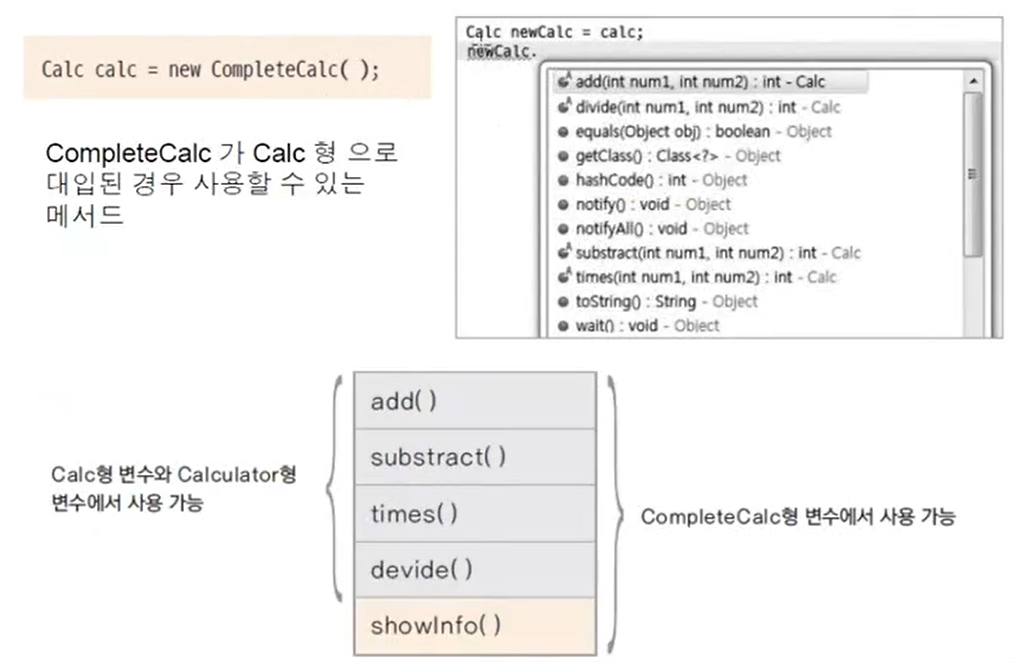 Calc calc = new CompleteCalc( );
CompleteCalc 가 Calc 형 으로
대입된 경우 사용할 수 있는
메서드
Calc newCalc = calc;
newCalc.
add(int num1, int num2) : int - Calc
divide(int num1, int num2) : int - Calc
equals(Object obj) : boolean - Object
getClass() : Class<?> - Object
hashCode() : int - Object
notify() : void - Object
notifyAll() : void - Object
substract(int num1, int num2) : int - Calc
times(int num1, int num2) : int - Calc
toString() : String - Object
wait() : void - Object
add( )
substract( )
times( )
devide( )
showInfo( )
Calc형 변수와 Calculator형
변수에서 사용 가능
CompleteCalc형 변수에서 사용 가능